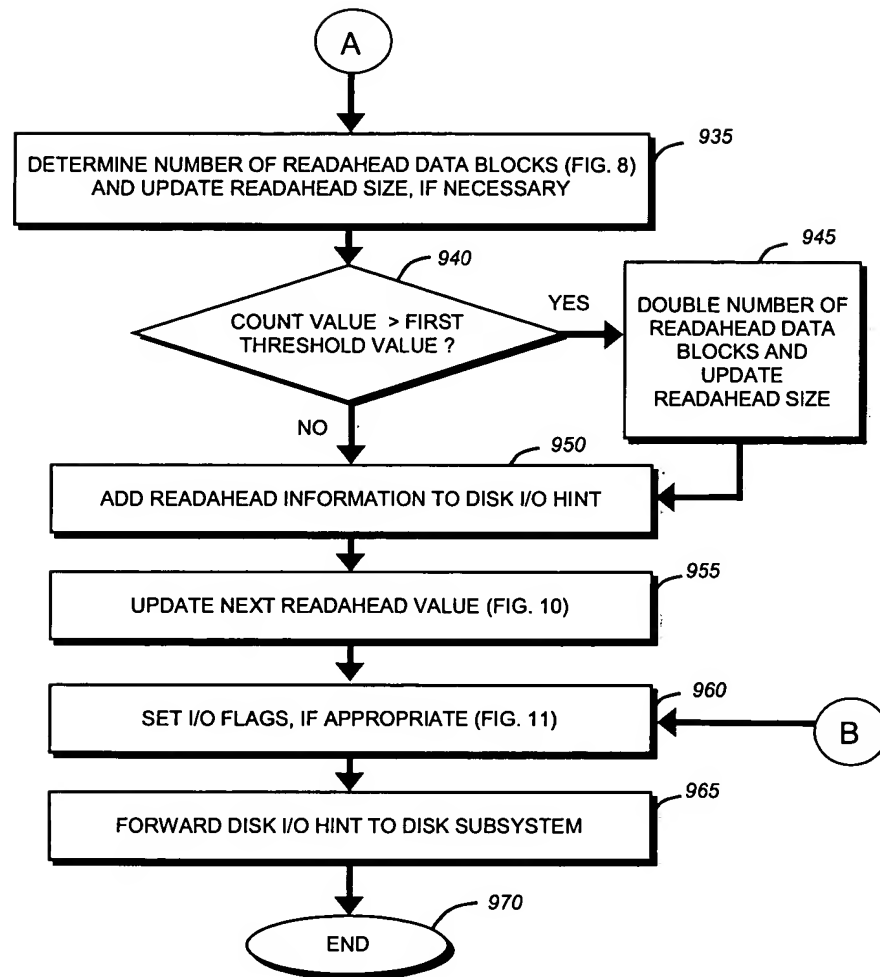 A
935
DETERMINE NUMBER OF READAHEAD DATA BLOCKS (FIG. 8)
AND UPDATE READAHEAD SIZE, IF NECESSARY
940
COUNT VALUE > FIRST
THRESHOLD VALUE ?
YES
945
DOUBLE NUMBER OF
READAHEAD DATA
BLOCKS AND
UPDATE
READAHEAD SIZE
NO
950
ADD READAHEAD INFORMATION TO DISK I/O HINT
955
UPDATE NEXT READAHEAD VALUE (FIG. 10)
960
SET I/O FLAGS, IF APPROPRIATE (FIG. 11)
B
965
FORWARD DISK I/O HINT TO DISK SUBSYSTEM
970
END